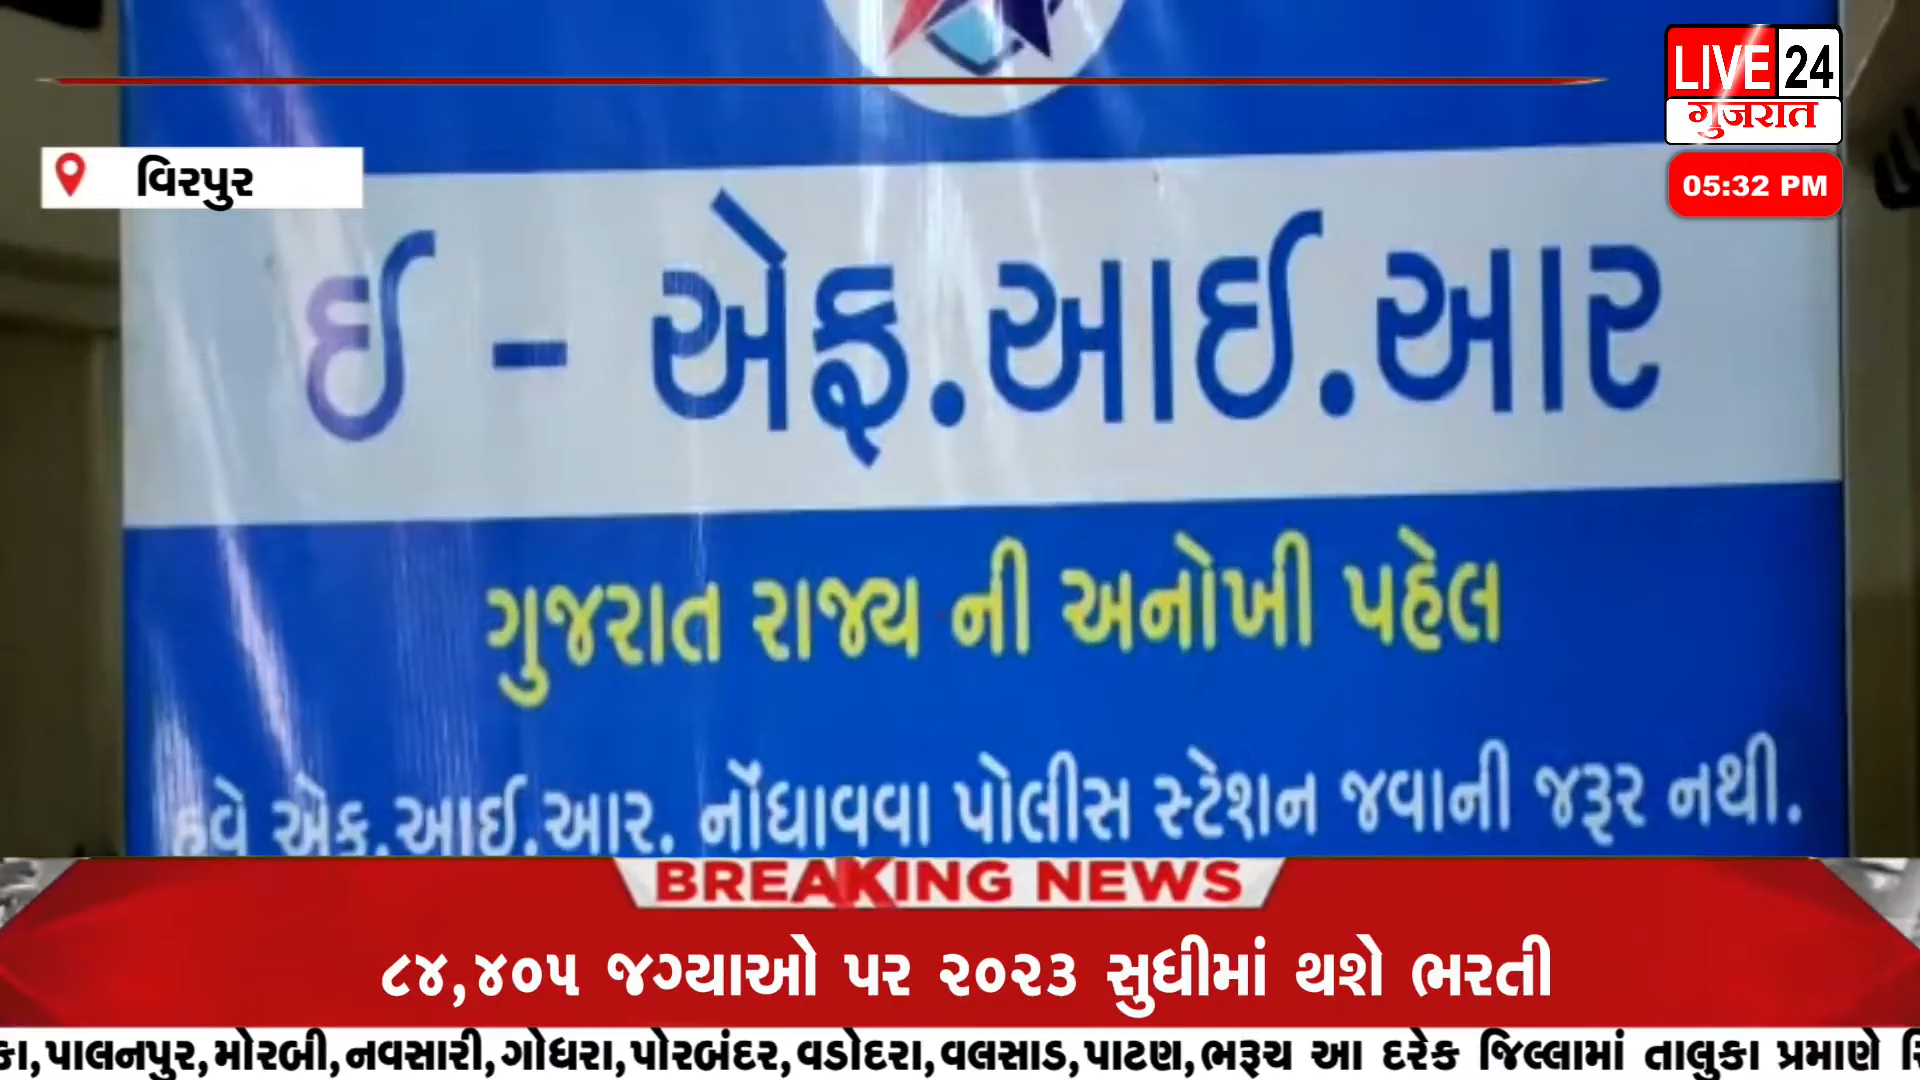 LIVE 24
ગુજરાત
05:32 PM
વિરપુર
ઈ - એફ.આઈ.આર
ગુજરાત રાજ્ય ની અનોખી પહેલ
હવે એફ.આઈ.આર. નોંધાવવા પોલીસ સ્ટેશન જવાની જરૂર નથી.
BREAKING NEWS
૮૪,૪૦૫ જગ્યાઓ પર ૨૦૨૩ સુધીમાં થશે ભરતી
પાલનપુર,મોરબી,નવસારી,ગોધરા,પોરબંદર,વડોદરા,વલસાડ,પાટણ,ભરૂચ આ દરેક જિલ્લામાં તાલુકા પ્રમાણે